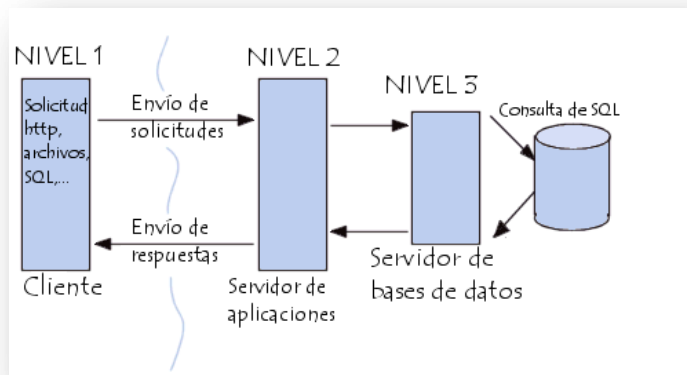 NIVEL 1
NIVEL 2
NIVEL 3
Solicitud
http,
archivos,
SQL,...
Envío de
solicitudes
Consulta de SQL
Envío de
respuestas
Cliente
Servidor de
aplicaciones
Servidor de
bases de datos